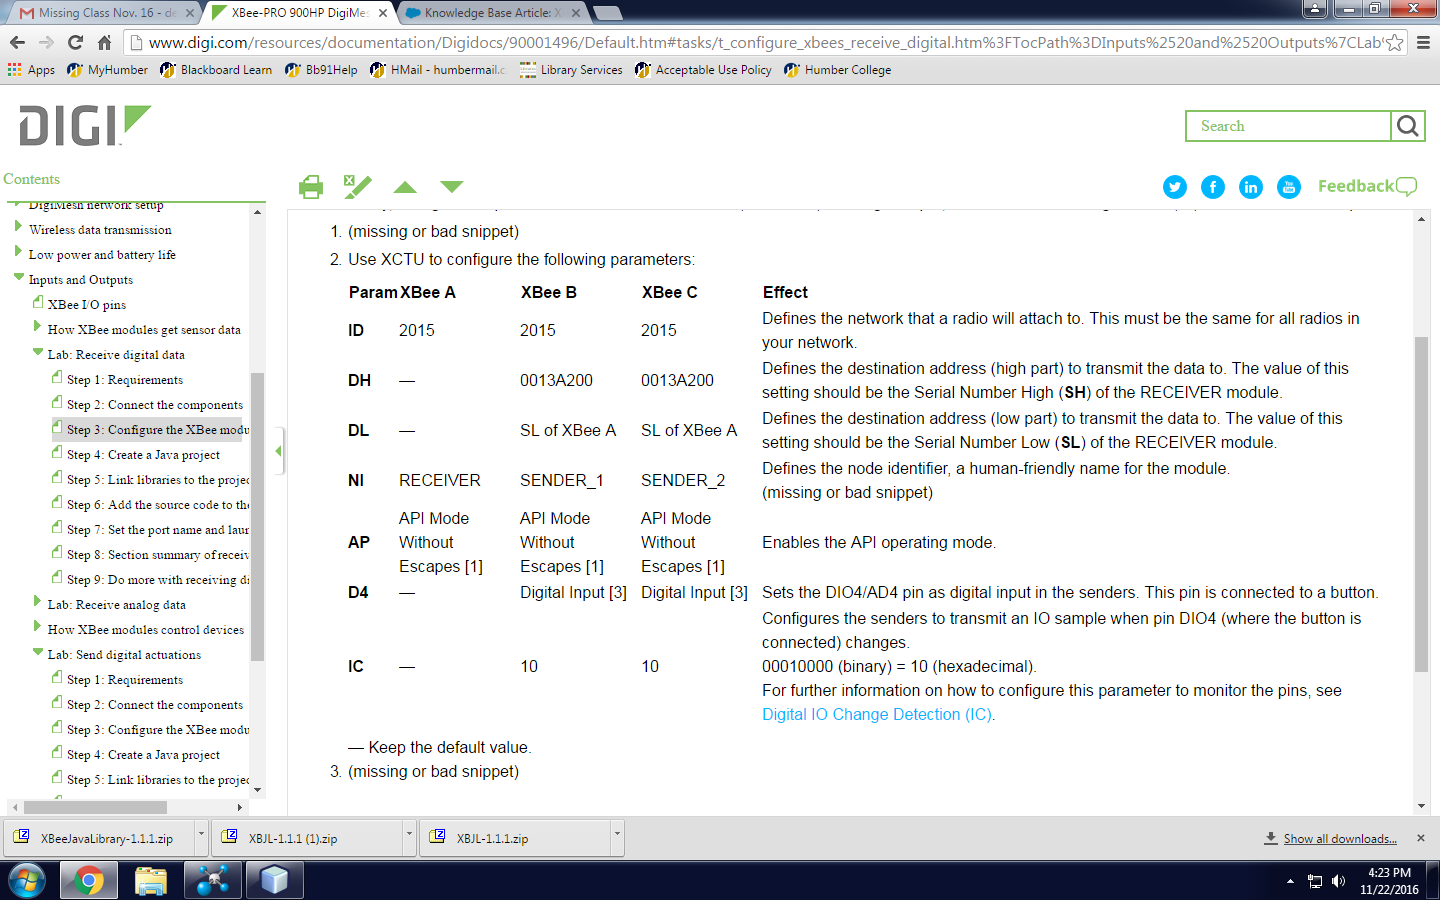 Missing Class Nov. 16 - de
XBee-PRO 900HP DigiMes
Knowledge Base Article: X
www.digi.com/resources/documentation/Digidocs/90001496/Default.htm#tasks/t_configure_xbees_receive_digital.htm%3FTocPath%3DInputs%2520and%2520Outputs%7CLab
Apps
MyHumber
Blackboard Learn
Bb91Help
HMail - humbermail.c
Library Services
Acceptable Use Policy
Humber College
DIGI
Search
Contents
Feedback
DigiMesh network setup
Wireless data transmission
Low power and battery life
Inputs and Outputs
XBee I/O pins
How XBee modules get sensor data
Lab: Receive digital data
Step 1: Requirements
Step 2: Connect the components
Step 3: Configure the XBee modu
Step 4: Create a Java project
Step 5: Link libraries to the projec
Step 6: Add the source code to the
Step 7: Set the port name and laun
Step 8: Section summary of receiv
Step 9: Do more with receiving di
Lab: Receive analog data
How XBee modules control devices
Lab: Send digital actuations
Step 1: Requirements
Step 2: Connect the components
Step 3: Configure the XBee modu
Step 4: Create a Java project
Step 5: Link libraries to the projec
1. (missing or bad snippet)
2. Use XCTU to configure the following parameters:
Param XBee A XBee B XBee C Effect
ID 2015 2015 2015 Defines the network that a radio will attach to. This must be the same for all radios in
your network.
DH — 0013A200 0013A200 Defines the destination address (high part) to transmit the data to. The value of this
setting should be the Serial Number High (SH) of the RECEIVER module.
DL — SL of XBee A SL of XBee A Defines the destination address (low part) to transmit the data to. The value of this
setting should be the Serial Number Low (SL) of the RECEIVER module.
NI RECEIVER SENDER_1 SENDER_2 Defines the node identifier, a human-friendly name for the module.
(missing or bad snippet)
API Mode API Mode API Mode
AP Without Without Without Enables the API operating mode.
Escapes [1] Escapes [1] Escapes [1]
D4 — Digital Input [3] Digital Input [3] Sets the DIO4/AD4 pin as digital input in the senders. This pin is connected to a button.
Configures the senders to transmit an IO sample when pin DIO4 (where the button is
connected) changes.
IC — 10 10 00010000 (binary) = 10 (hexadecimal).
For further information on how to configure this parameter to monitor the pins, see
Digital IO Change Detection (IC).
— Keep the default value.
3. (missing or bad snippet)
XBeeJavaLibrary-1.1.1.zip
XBJL-1.1.1 (1).zip
XBJL-1.1.1.zip
Show all downloads...
4:23 PM
11/22/2016